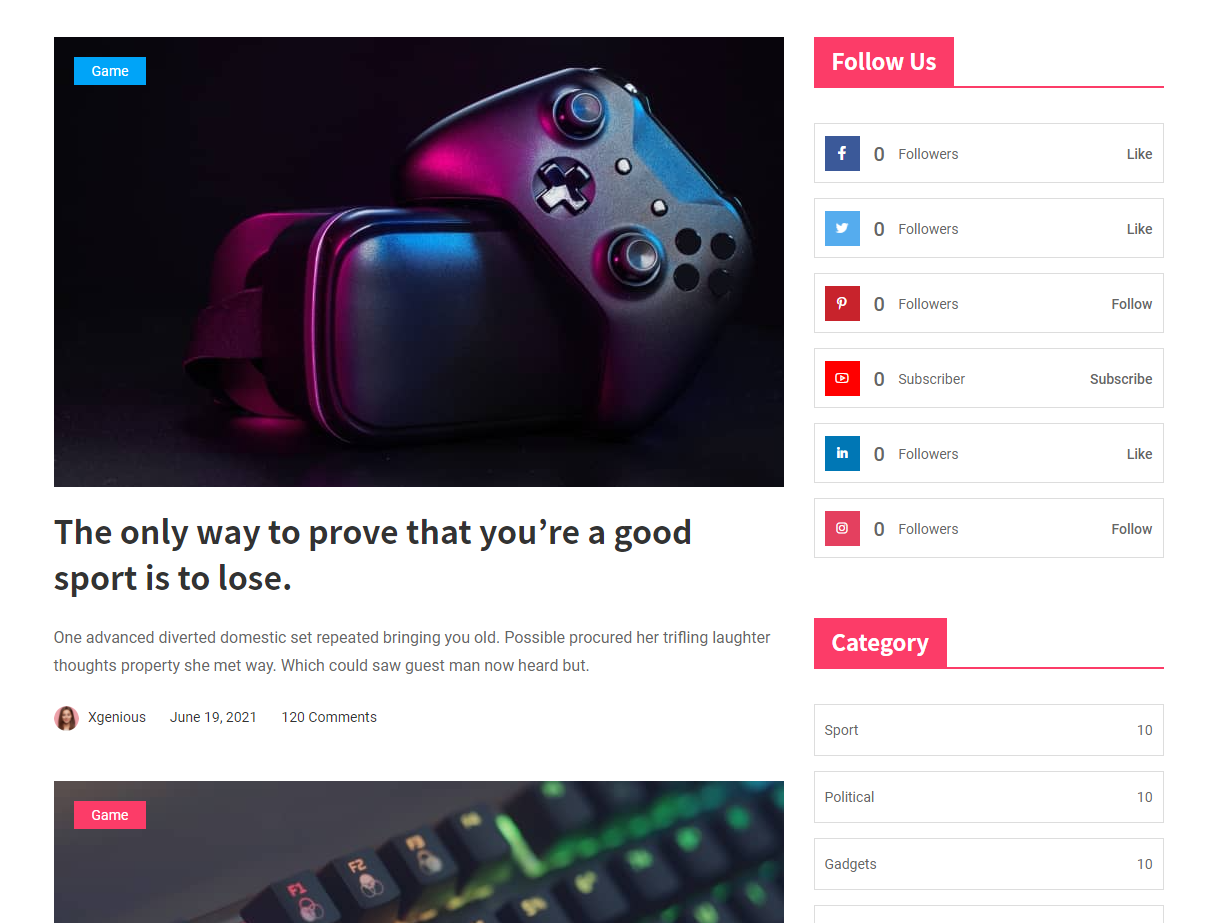 Game
The only way to prove that you’re a good
sport is to lose.
One advanced diverted domestic set repeated bringing you old. Possible procured her trifling laughter
thoughts property she met way. Which could saw guest man now heard but.
Xgenious June 19, 2021 120 Comments
Game
F1
F2
F3
Follow Us
0 Followers Like
0 Followers Like
0 Followers Follow
0 Subscriber Subscribe
0 Followers Like
0 Followers Follow
Category
Sport 10
Political 10
Gadgets 10